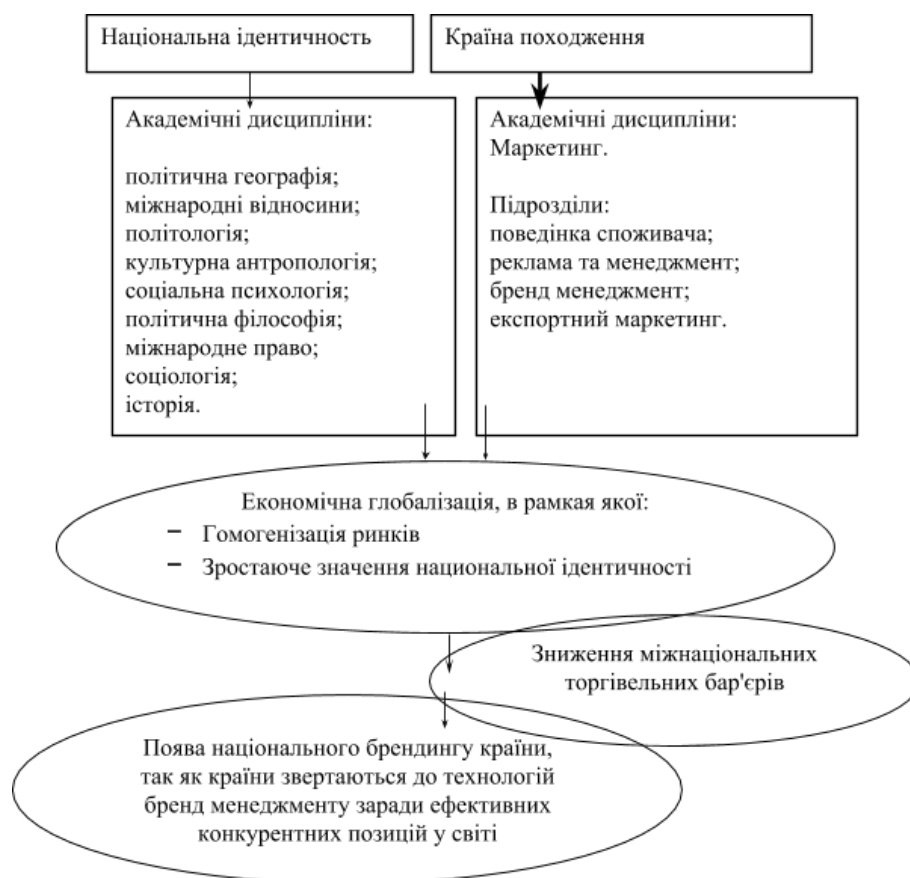 Національна ідентичность
Країна походження
Академічні дисципліни:
політична географія;
міжнародні відносини;
політологія;
культурна антропологія;
соціальна психологія;
політична філософія;
міжнародне право;
соціологія;
історія.
Академічні дисципліни:
Маркетинг.
Підрозділи:
поведінка споживача;
реклама та менеджмент;
бренд менеджмент;
експортний маркетинг.
Економічна глобалізація, в рамкая якої:
− Гомогенізація ринків
− Зростаюче значення национальної ідентичності
Зниження міжнаціональних
торгівельних бар'єрів
Поява національного брендингу країни,
так як країни звертаються до технологій
бренд менеджменту заради ефективних
конкурентних позицій у світі